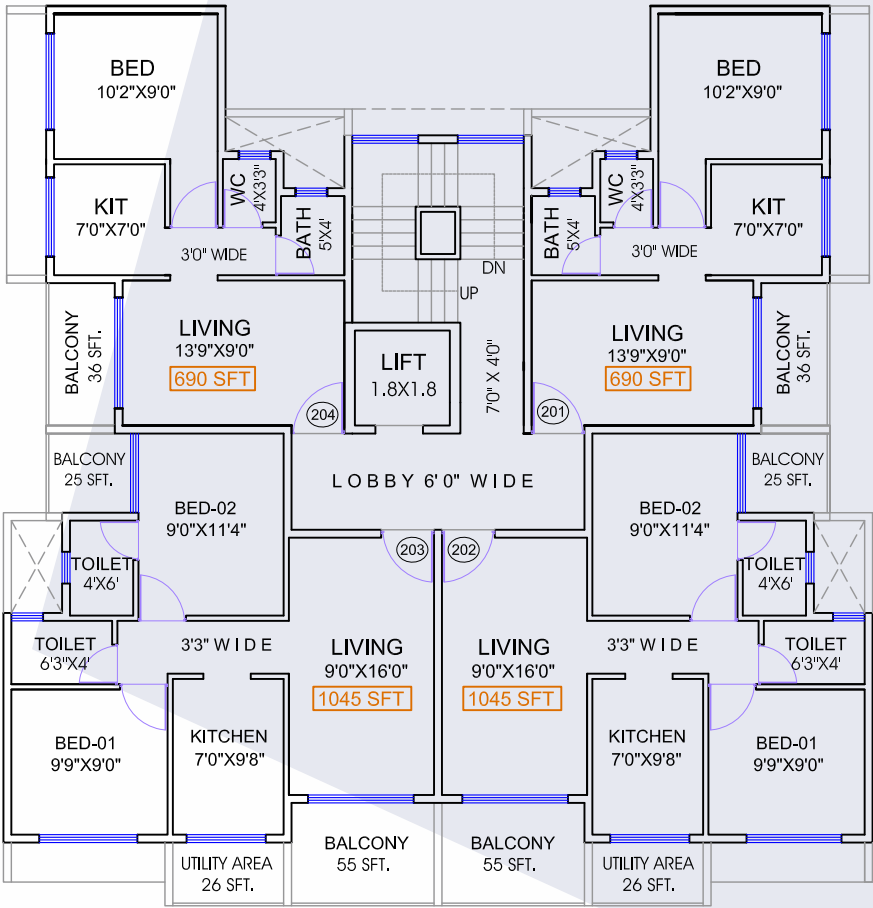 BED
10'2"X9'0"
BED
10'2"X9'0"
WC
4'X3'3"
WC
4'X3'3"
KIT
7'0"X7'0"
BATH
5'X4'
BATH
5'X4'
KIT
7'0"X7'0"
3'0" WIDE
3'0" WIDE
DN
UP
BALCONY
36 SFT.
LIVING
13'9"X9'0"
690 SFT
LIFT
1.8X1.8
7'0" X 4'0"
LIVING
13'9"X9'0"
690 SFT
BALCONY
36 SFT.
204
201
BALCONY
25 SFT.
LOBBY 6'0" WIDE
BALCONY
25 SFT.
BED-02
9'0"X11'4"
BED-02
9'0"X11'4"
203
202
TOILET
4'X6'
TOILET
4'X6'
TOILET
6'3"X4'
3'3" WIDE
LIVING
9'0"X16'0"
1045 SFT
LIVING
9'0"X16'0"
1045 SFT
3'3" WIDE
TOILET
6'3"X4'
BED-01
9'9"X9'0"
KITCHEN
7'0"X9'8"
KITCHEN
7'0"X9'8"
BED-01
9'9"X9'0"
UTILITY AREA
26 SFT.
BALCONY
55 SFT.
BALCONY
55 SFT.
UTILITY AREA
26 SFT.